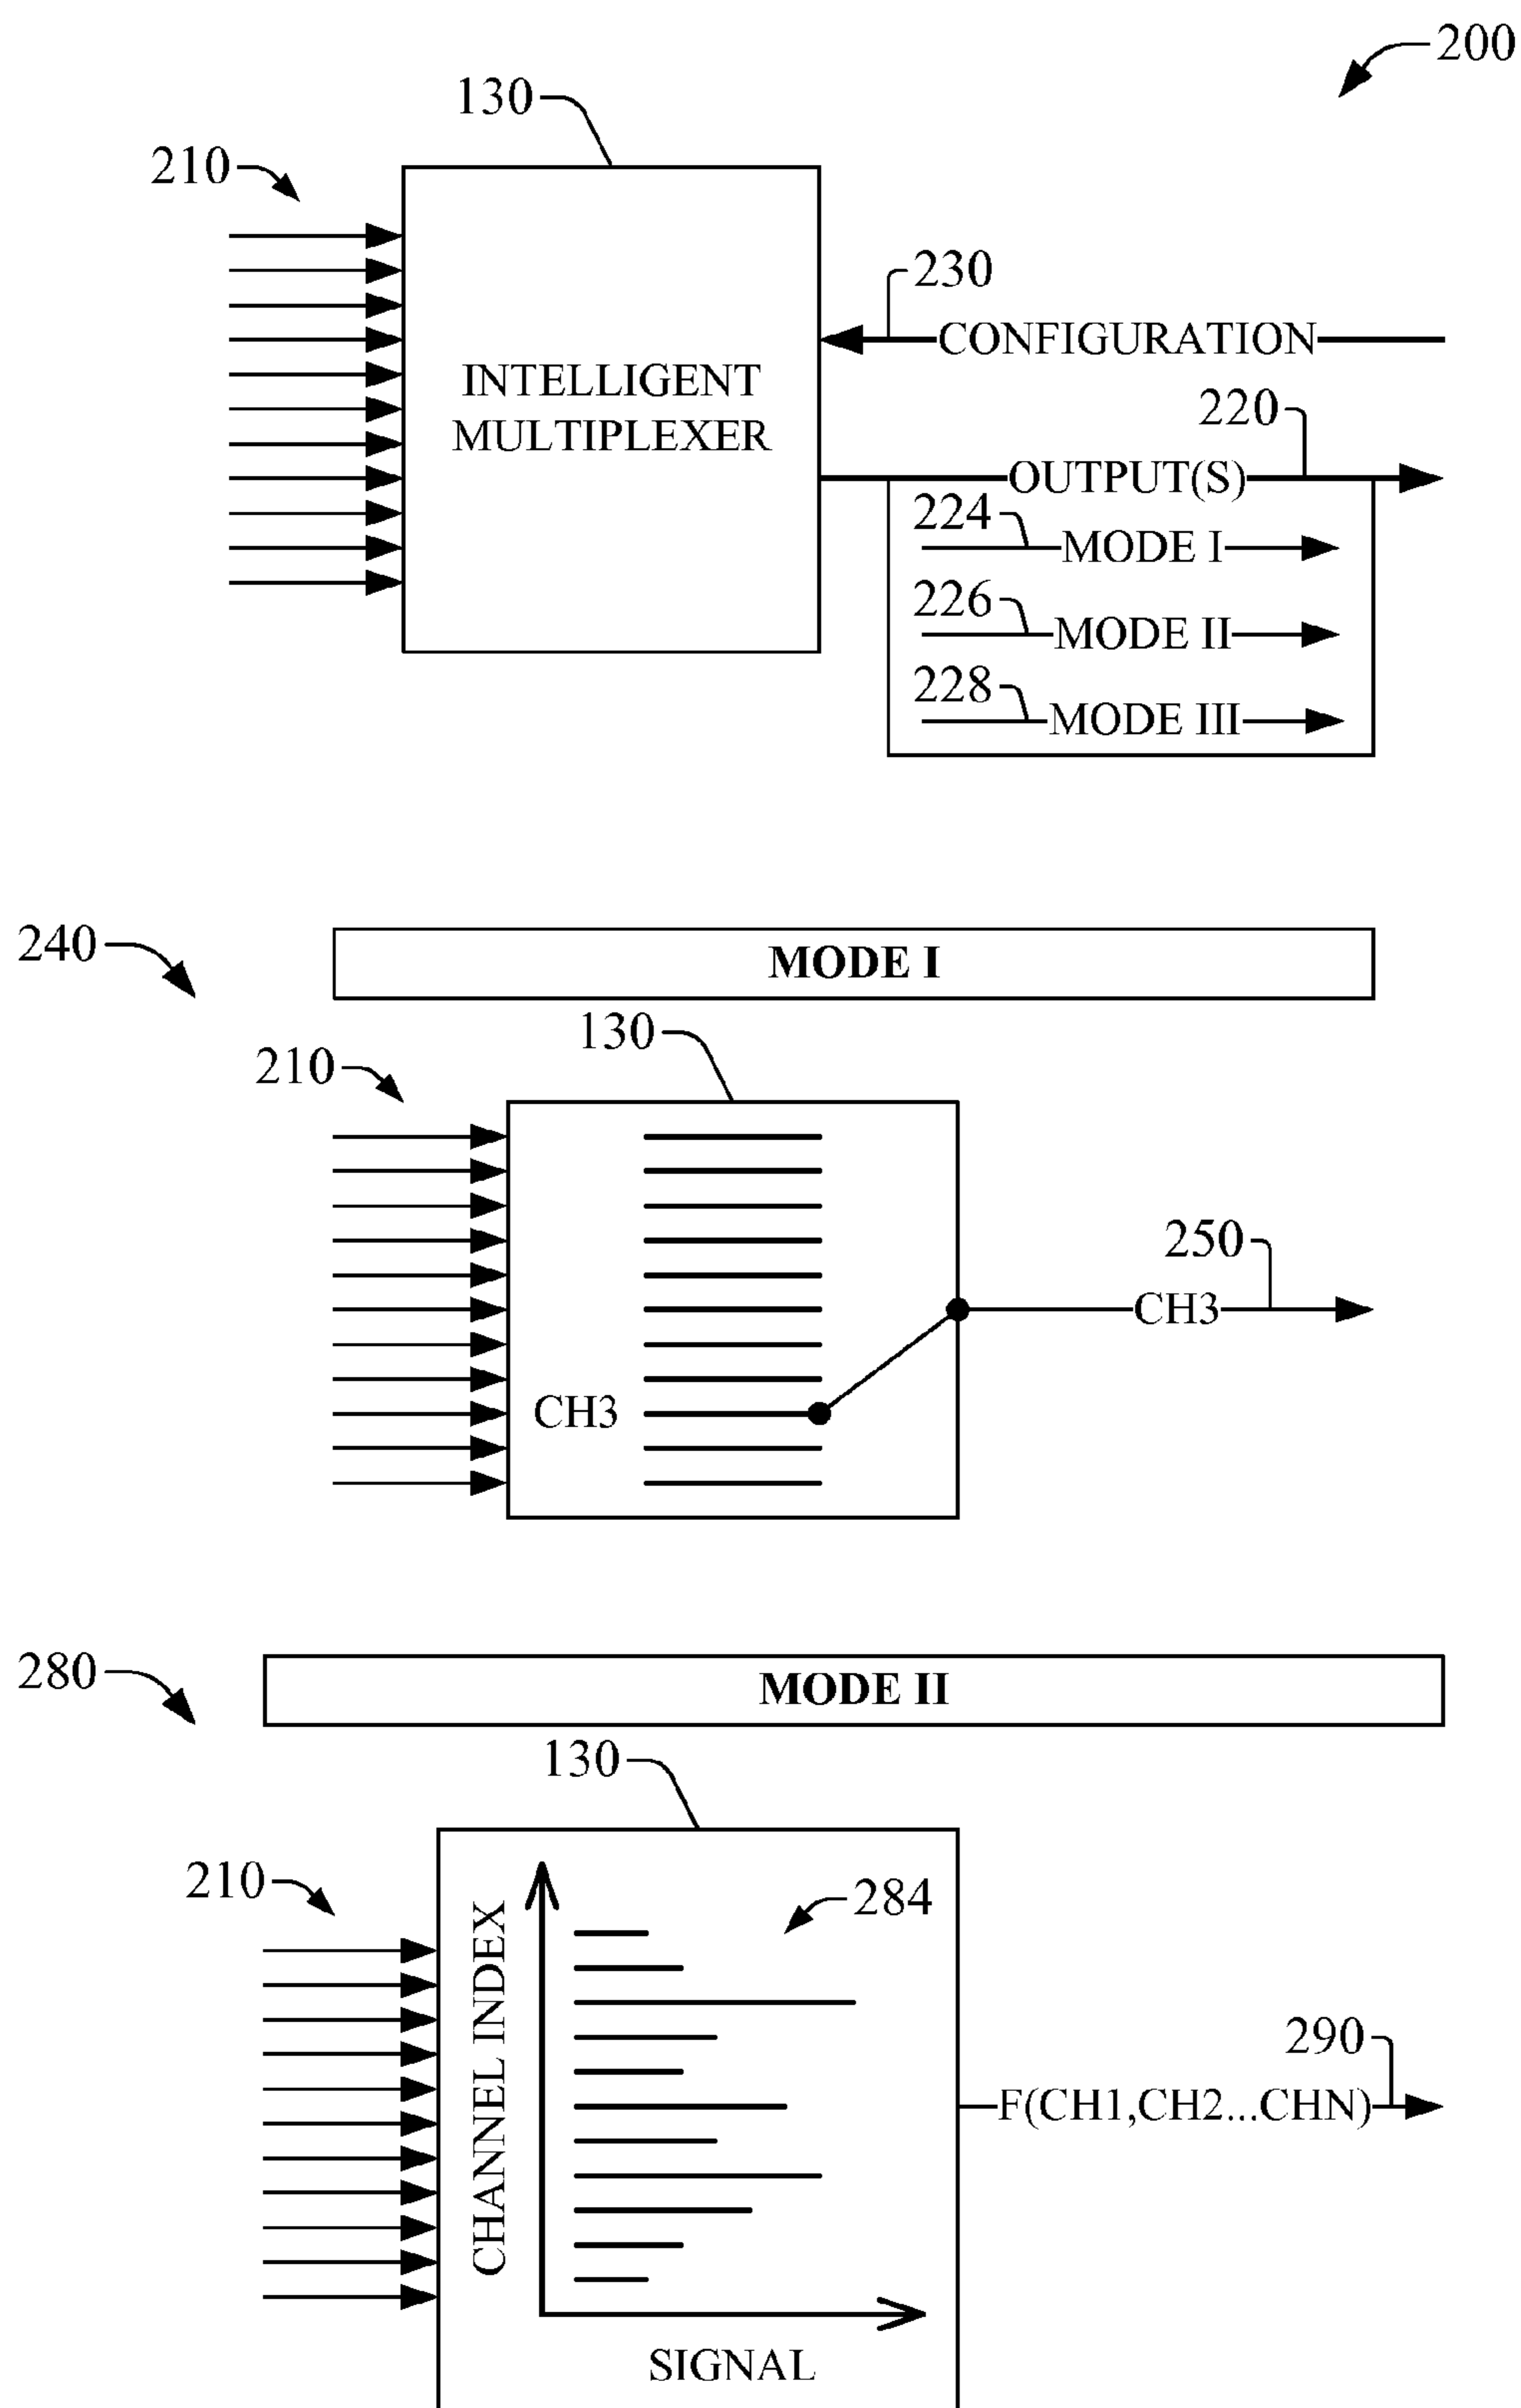 200
130
210
230
CONFIGURATION
INTELLIGENT
MULTIPLEXER
220
OUTPUT(S)
224
MODE I
226
MODE II
228
MODE III
240
MODE I
130
210
250
CH3
CH3
280
MODE II
130
210
284
CHANNEL INDEX
290
F(CH1,CH2...CHN)
SIGNAL